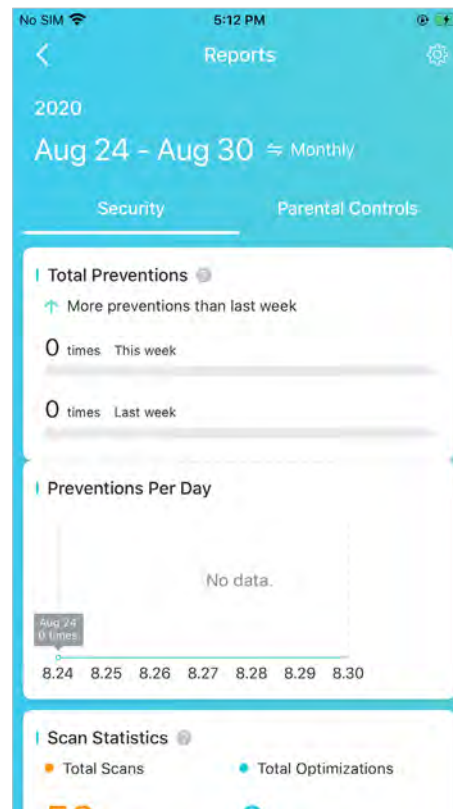 No SIM 5:12 PM
Reports
2020
Aug 24 - Aug 30 ⇋ Monthly
Security Parental Controls
Total Preventions
↑ More preventions than last week
0 times This week
0 times Last week
Preventions Per Day
No data.
Aug 24
0 times
8.24 8.25 8.26 8.27 8.28 8.29 8.30
Scan Statistics
Total Scans Total Optimizations